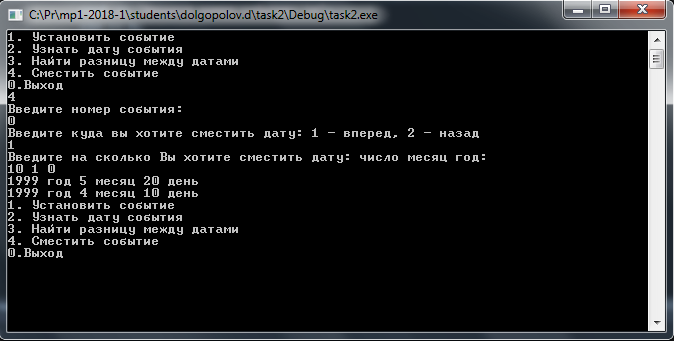 C:\Pr\mp1-2018-1\students\dolgopolov.d\task2\Debug\task2.exe
1. Установить событие
2. Узнать дату события
3. Найти разницу между датами
4. Сместить событие
0.Выход
4
Введите номер события:
0
Введите куда вы хотите сместить дату: 1 - вперед, 2 - назад
1
Введите на сколько Вы хотите сместить дату: число месяц год:
10 1 0
1999 год 5 месяц 20 день
1999 год 4 месяц 10 день
1. Установить событие
2. Узнать дату события
3. Найти разницу между датами
4. Сместить событие
0.Выход